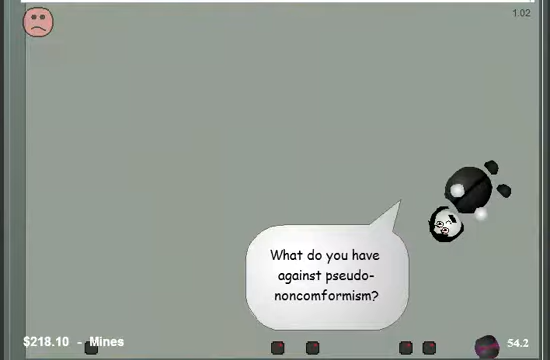 1.02
What do you have
against pseudo-
noncomformism?
$218.10 - Mines
54.2